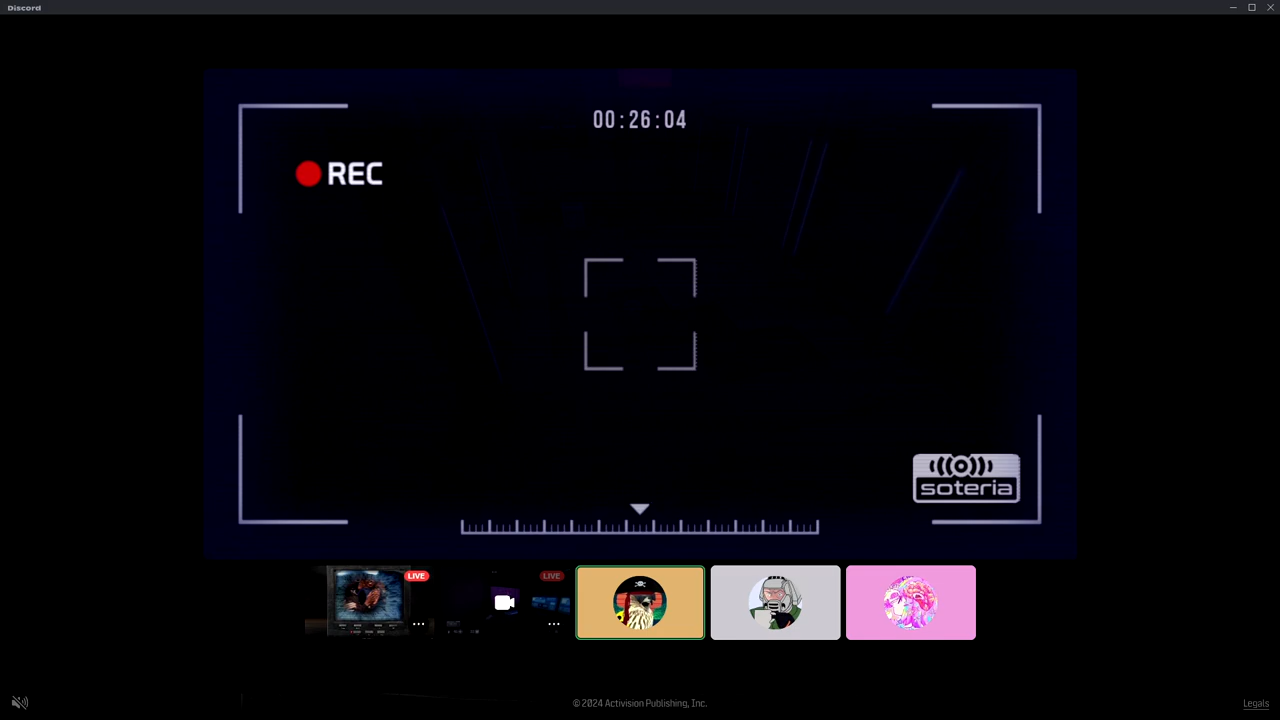 Discord
00:26:04
REC
soteria
LIVE
LIVE
© 2024 Activision Publishing, Inc.
Legals